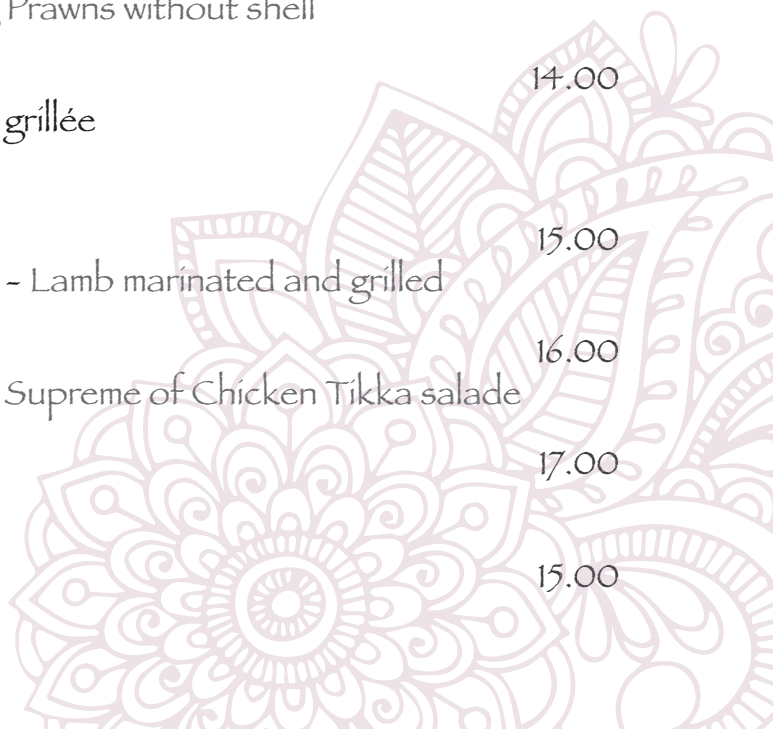 Prawns without shell
14.00
grillée
15.00
- Lamb marinated and grilled
16.00
Supreme of Chicken Tikka salade
17.00
15.00